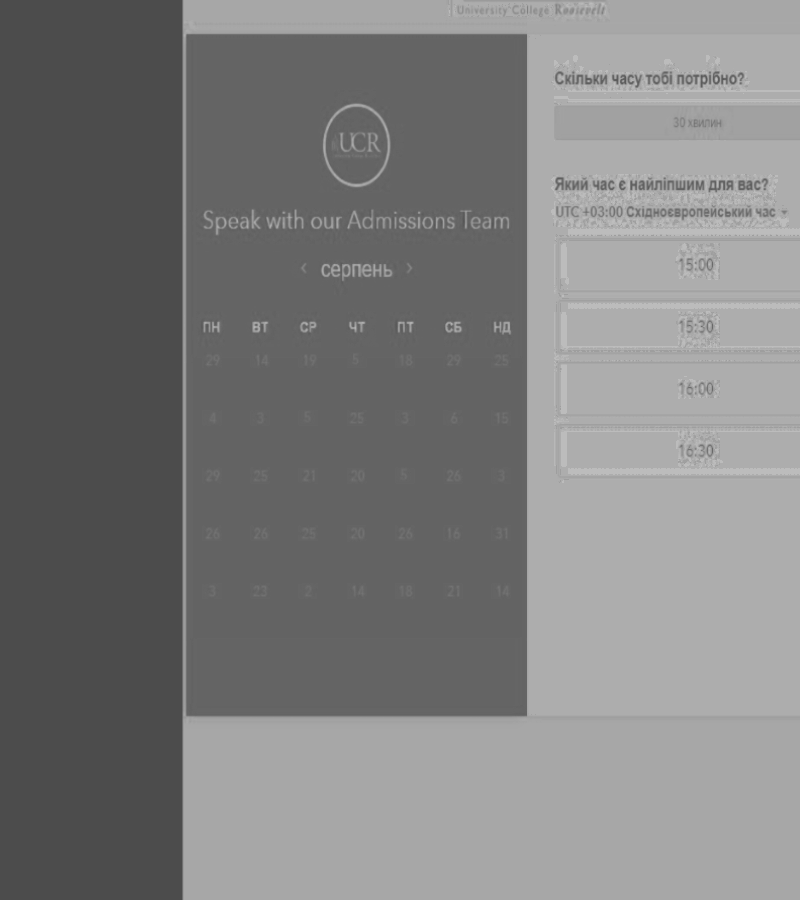 University College Roosevelt
UCR
Speak with our Admissions Team
‹ серпень ›
ПН ВТ СР ЧТ ПТ СБ НД
29 14 19 5 18 29 25
4 3 5 25 3 6 15
29 25 21 20 5 26 3
26 26 25 20 26 16 31
3 23 2 14 18 21 14
Скільки часу тобі потрібно?
30 хвилин
Який час є найліпшим для вас?
UTC +03:00 Східноєвропейський час
15:00
15:30
16:00
16:30